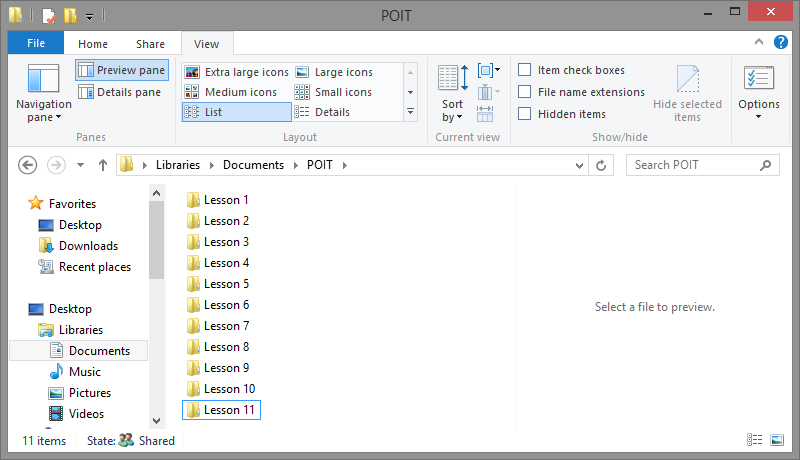 POIT
File Home Share View
Navigation pane
Preview pane
Details pane
Panes
Extra large icons
Large icons
Medium icons
Small icons
List
Details
Layout
Sort by
Current view
Item check boxes
File name extensions
Hidden items
Hide selected items
Show/hide
Options
Libraries Documents POIT
Search POIT
Favorites
Desktop
Downloads
Recent places
Desktop
Libraries
Documents
Music
Pictures
Videos
Lesson 1
Lesson 2
Lesson 3
Lesson 4
Lesson 5
Lesson 6
Lesson 7
Lesson 8
Lesson 9
Lesson 10
Lesson 11
Select a file to preview.
11 items State: Shared